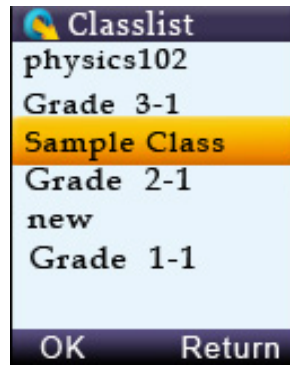 Classlist
physics102
Grade 3-1
Sample Class
Grade 2-1
new
Grade 1-1
OK Return